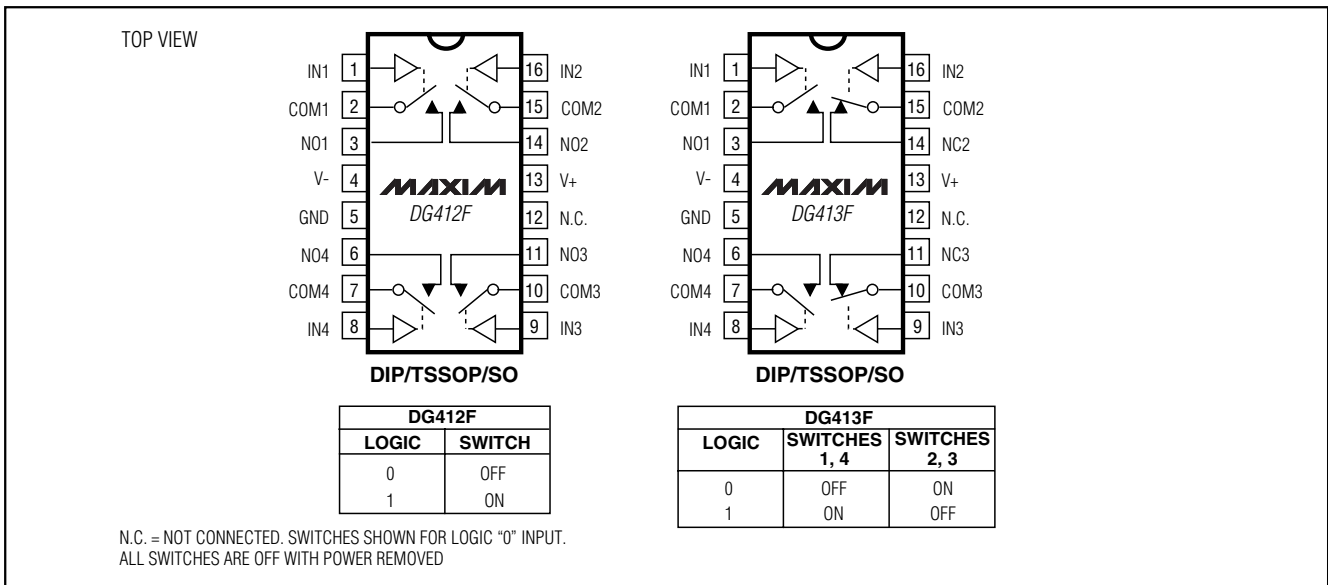 TOP VIEW
IN1 1 16 IN2
COM1 2 15 COM2
NO1 3 14 NO2
V- 4 13 V+
MAXIM
GND 5 DG412F 12 N.C.
NO4 6 11 NO3
COM4 7 10 COM3
IN4 8 9 IN3
DIP/TSSOP/SO
IN1 1 16 IN2
COM1 2 15 COM2
NO1 3 14 NC2
V- 4 13 V+
MAXIM
GND 5 DG413F 12 N.C.
NO4 6 11 NC3
COM4 7 10 COM3
IN4 8 9 IN3
DIP/TSSOP/SO
DG412F
LOGIC SWITCH
0 OFF
1 ON
DG413F
LOGIC SWITCHES 1, 4 SWITCHES 2, 3
0 OFF ON
1 ON OFF
N.C. = NOT CONNECTED. SWITCHES SHOWN FOR LOGIC “0” INPUT.
ALL SWITCHES ARE OFF WITH POWER REMOVED